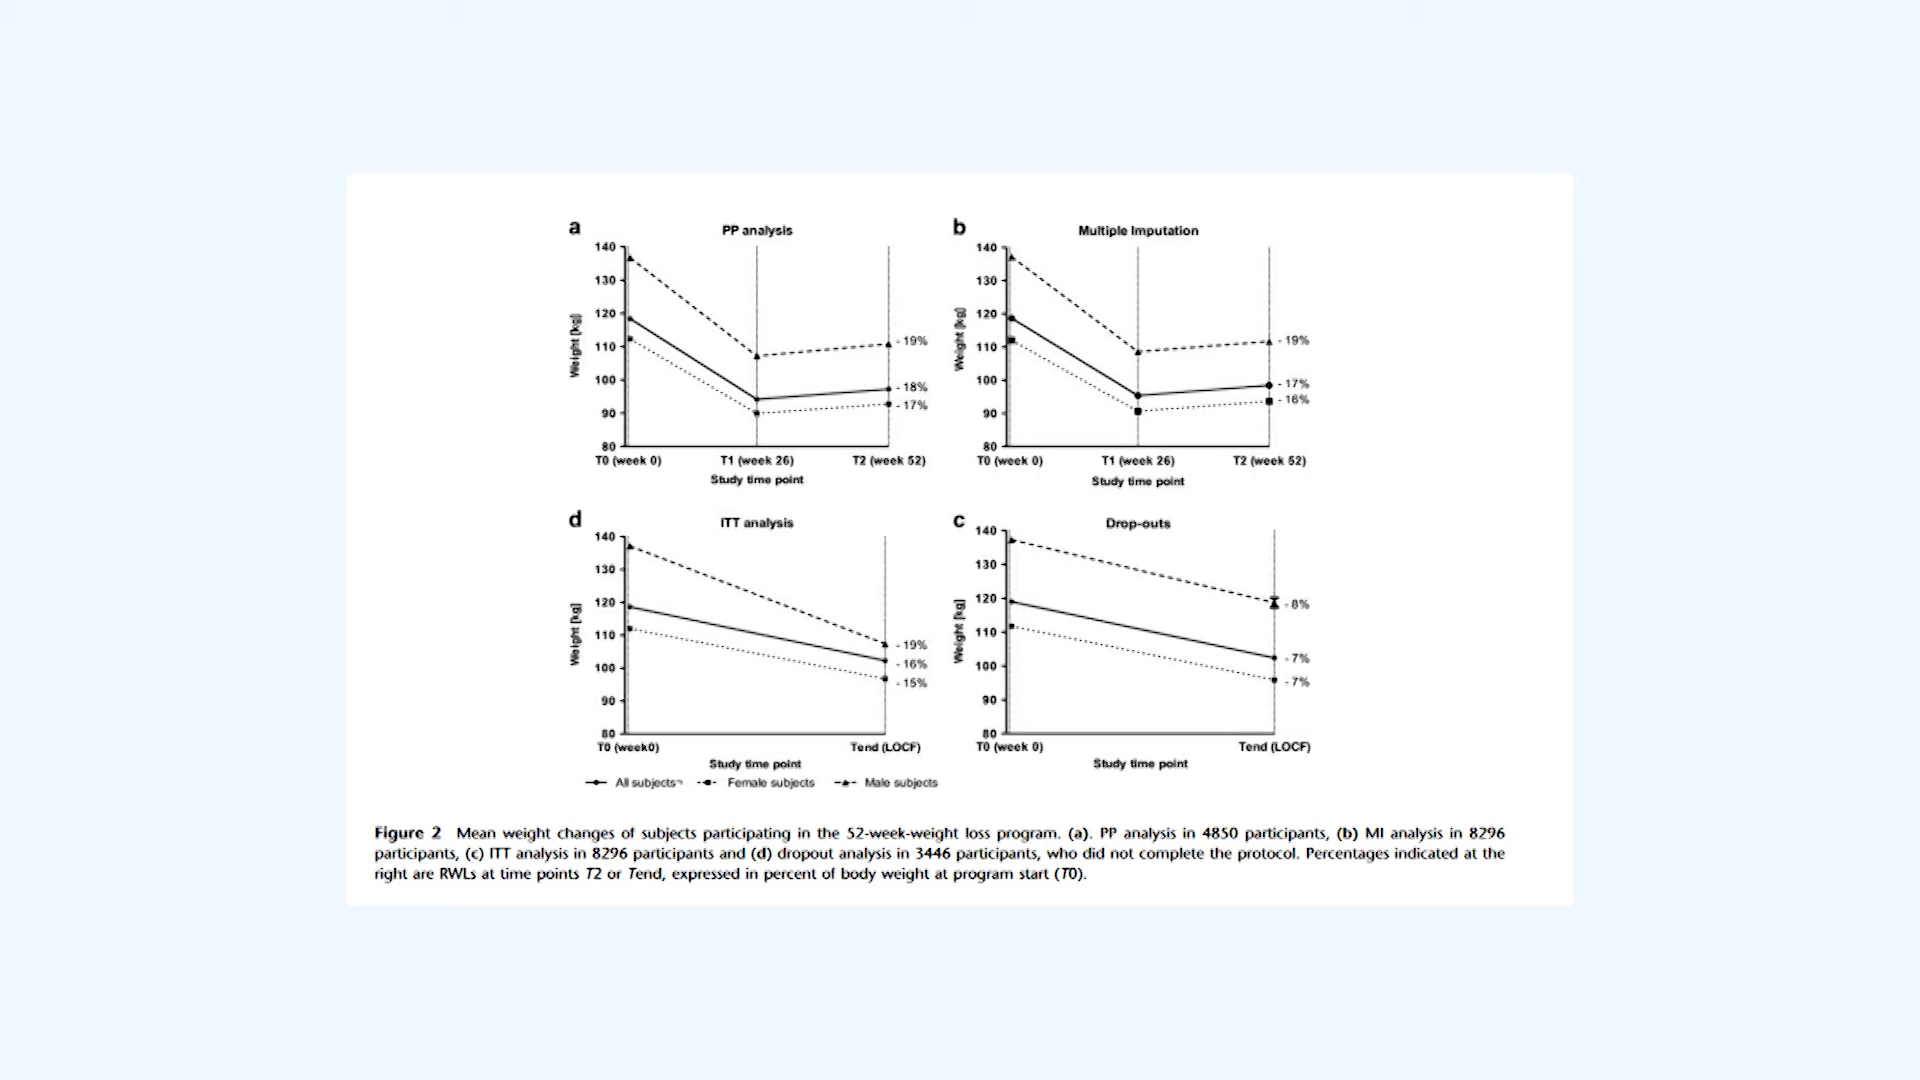 a
PP analysis
140
130
120
110
100
90
80
Weight [kg]
- 19%
- 18%
- 17%
T0 (week 0)
T1 (week 26)
T2 (week 52)
Study time point
b
Multiple Imputation
140
130
120
110
100
90
80
Weight [kg]
- 19%
- 17%
- 16%
T0 (week 0)
T1 (week 26)
T2 (week 52)
Study time point
d
ITT analysis
140
130
120
110
100
90
80
Weight [kg]
- 19%
- 16%
- 15%
T0 (week0)
Tend (LOCF)
Study time point
c
Drop-outs
140
130
120
110
100
90
80
Weight [kg]
- 8%
- 7%
- 7%
T0 (week 0)
Tend (LOCF)
Study time point
All subjects
Female subjects
Male subjects
Figure 2 Mean weight changes of subjects participating in the 52-week-weight loss program. (a). PP analysis in 4850 participants, (b) MI analysis in 8296
participants, (c) ITT analysis in 8296 participants and (d) dropout analysis in 3446 participants, who did not complete the protocol. Percentages indicated at the
right are RWLs at time points T2 or Tend, expressed in percent of body weight at program start (T0).